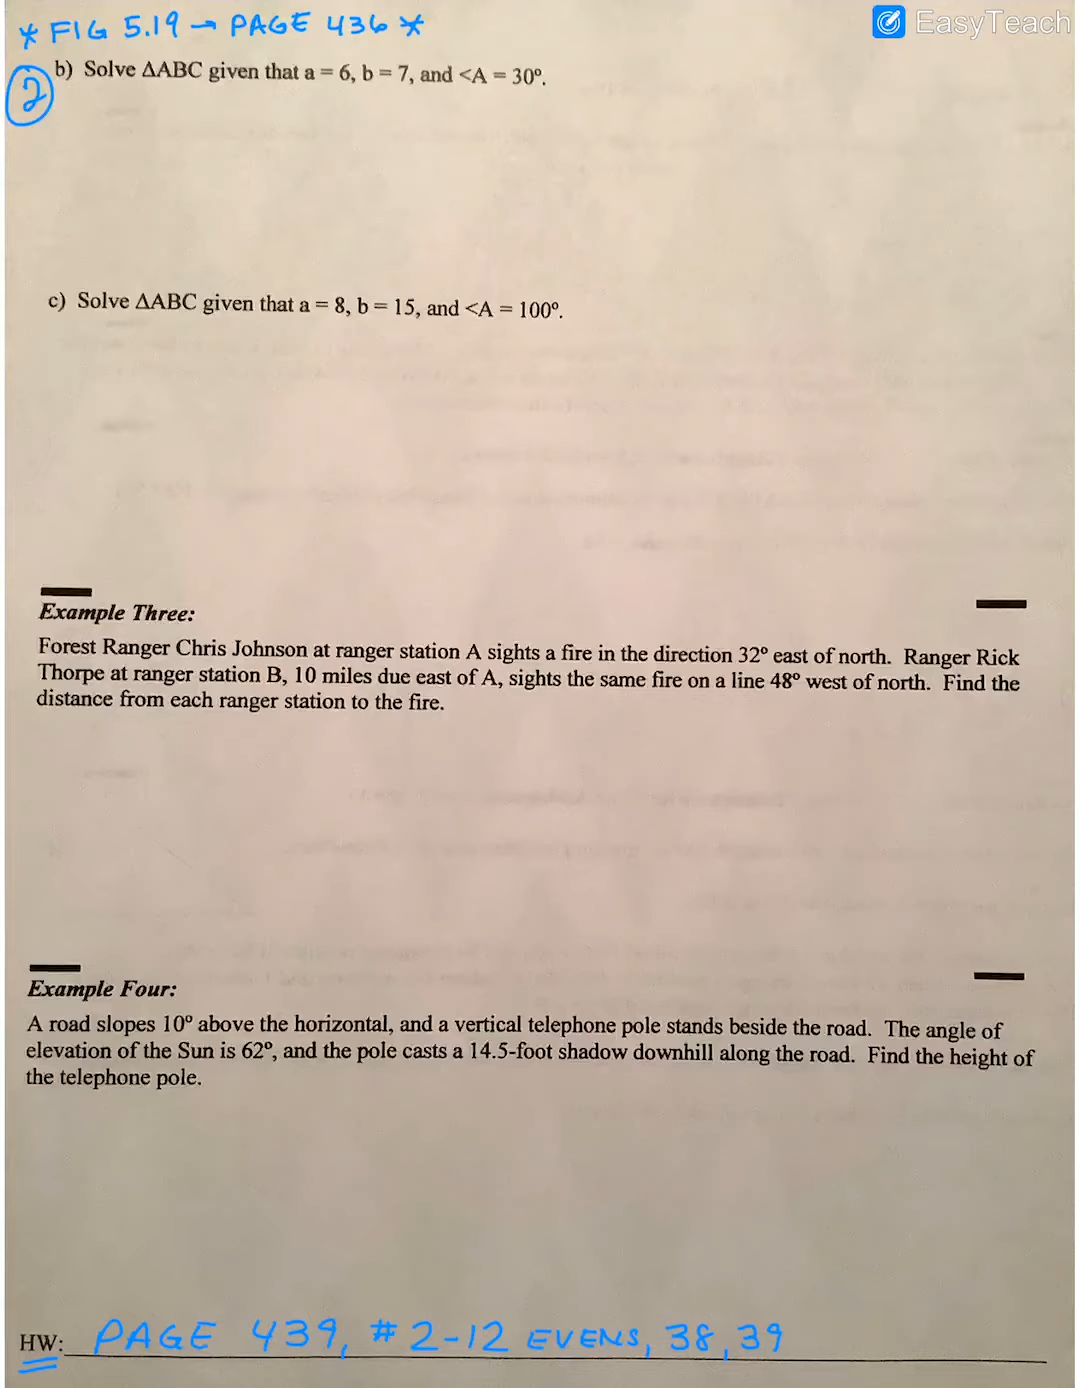 * FIG 5.19 → PAGE 436 *
EasyTeach
② b) Solve ΔABC given that a = 6, b = 7, and <A = 30º.
c) Solve ΔABC given that a = 8, b = 15, and <A = 100º.
Example Three:
Forest Ranger Chris Johnson at ranger station A sights a fire in the direction 32º east of north. Ranger Rick
Thorpe at ranger station B, 10 miles due east of A, sights the same fire on a line 48º west of north. Find the
distance from each ranger station to the fire.
Example Four:
A road slopes 10º above the horizontal, and a vertical telephone pole stands beside the road. The angle of
elevation of the Sun is 62º, and the pole casts a 14.5-foot shadow downhill along the road. Find the height of
the telephone pole.
HW: PAGE 439, # 2-12 EVENS, 38, 39